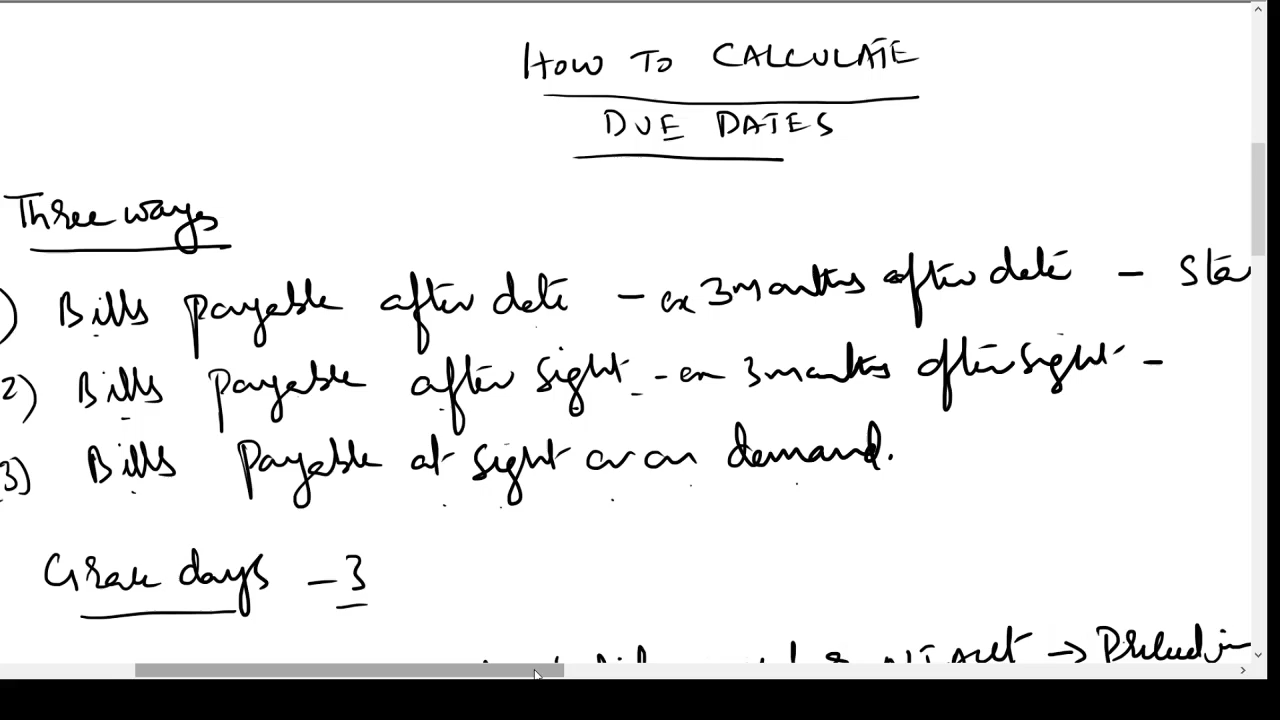 HOW TO CALCULATE
DUE DATES
Three ways
) Bills payable after date - ex 3 months after date - Sta
2) Bills payable after sight - ex 3 months after sight -
3) Bills payable at sight or on demand.
Grace days - 3